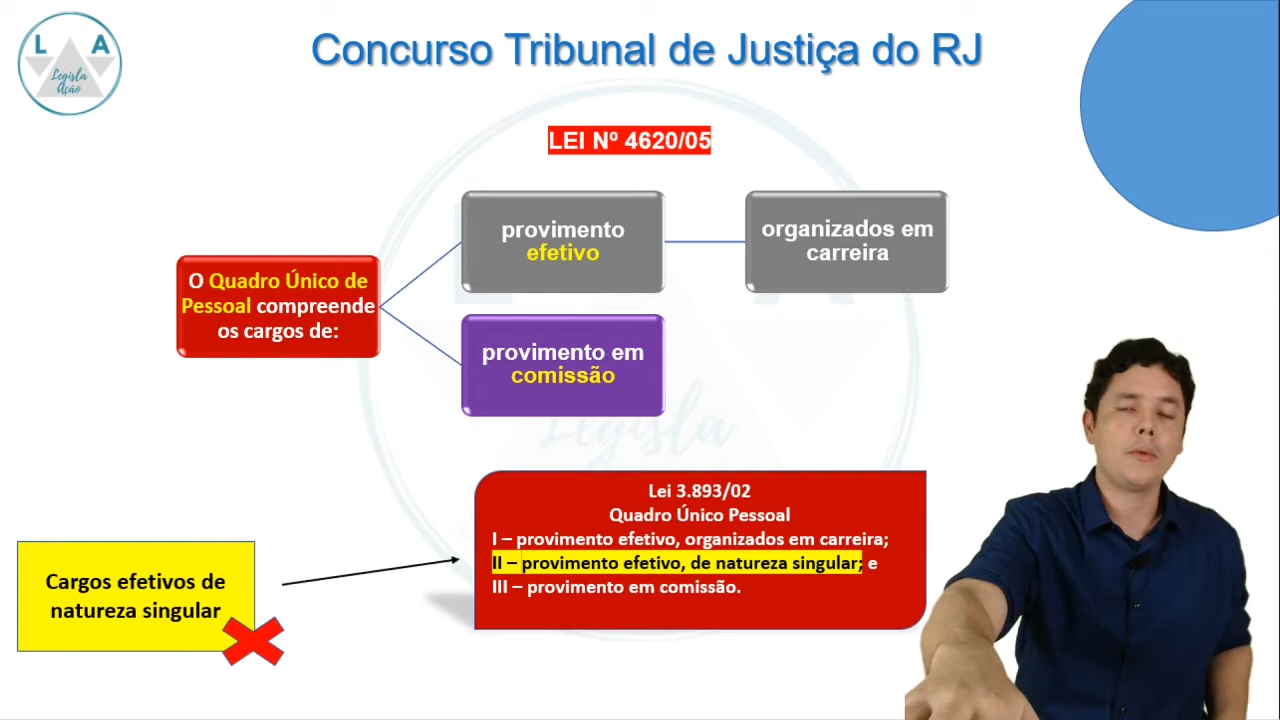 L A
Legisla
Ação
Concurso Tribunal de Justiça do RJ
LEI Nº 4620/05
O Quadro Único de
Pessoal compreende
os cargos de:
provimento
efetivo
organizados em
carreira
provimento em
comissão
L A
Legisla
Lei 3.893/02
Quadro Único Pessoal
I – provimento efetivo, organizados em carreira;
II – provimento efetivo, de natureza singular; e
III – provimento em comissão.
Cargos efetivos de
natureza singular